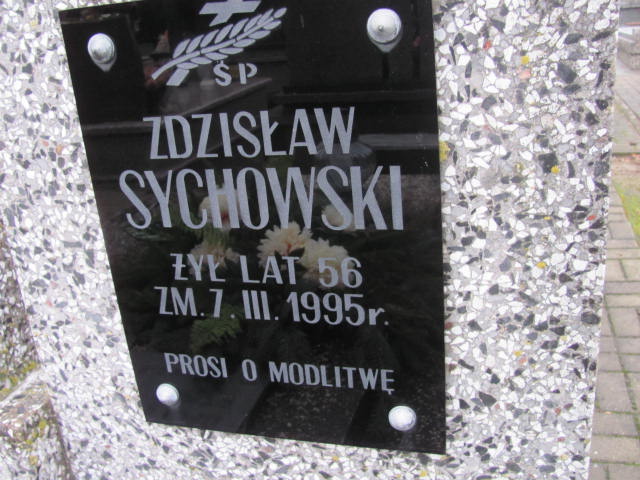 ŚP
ZDZISŁAW
SYCHOWSKI
ŻYŁ LAT 56
ZM. 7. III. 1995r.
PROSI O MODLITWĘ